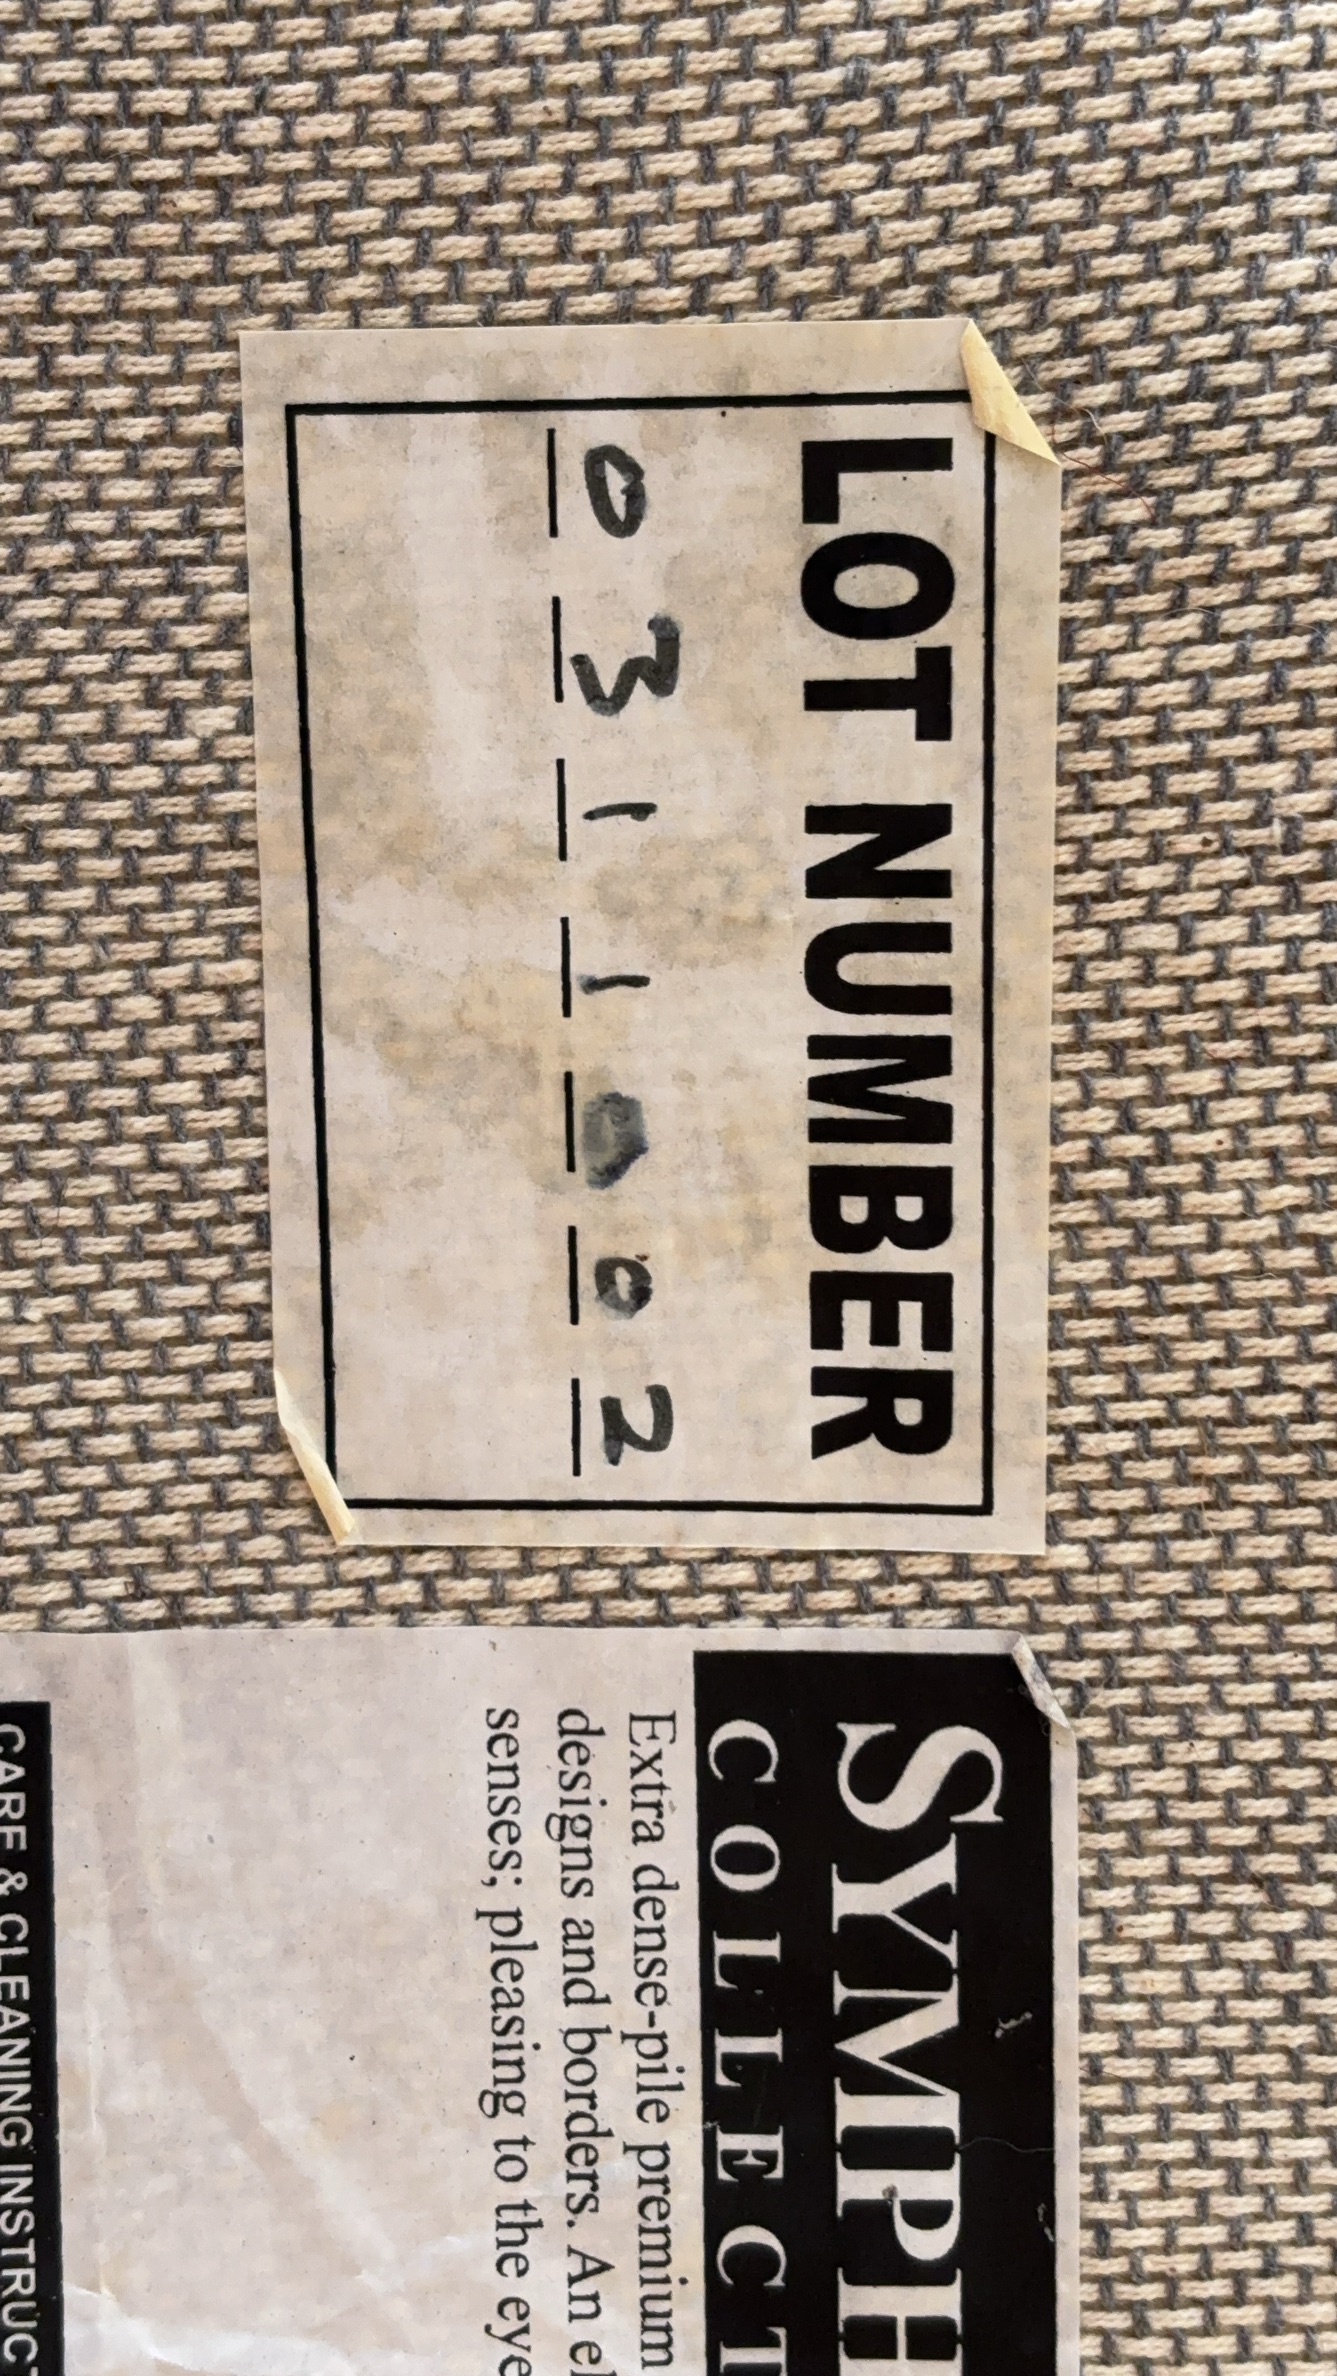 LOT NUMBER
0 3 1 1 0 0 2
SYMPH
COLLECT
Extra dense-pile premium
designs and borders. An el
senses; pleasing to the eye
CARE & CLEANING INSTRUCT